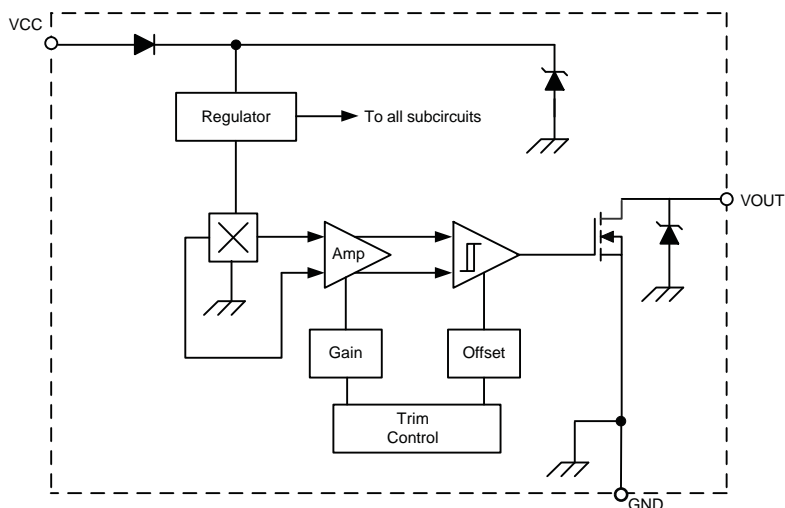 VCC
Regulator
To all subcircuits
VOUT
Amp
Gain
Offset
Trim
Control
GND